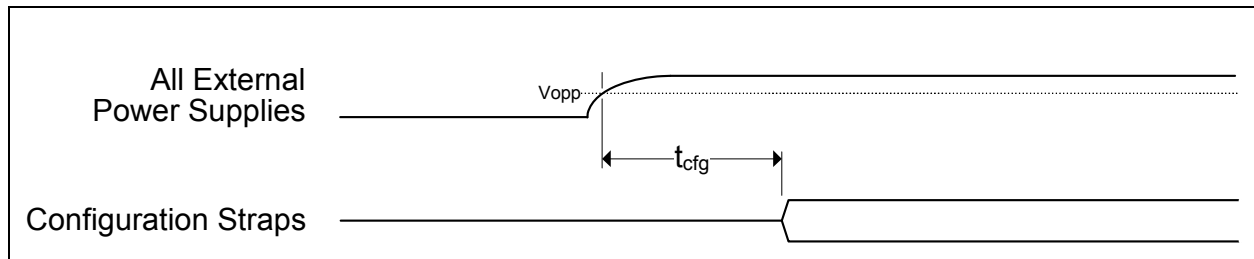 All External
Power Supplies
Vopp
tcfg
Configuration Straps